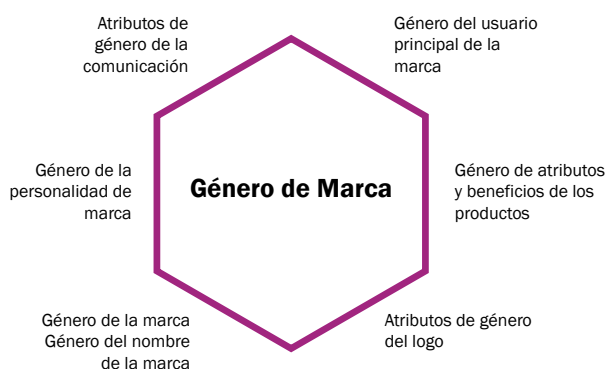 Atributos de
género de la
comunicación
Género del usuario
principal de la
marca
Género de la
personalidad de
marca
Género de Marca
Género de atributos
y beneficios de los
productos
Género de la marca
Género del nombre
de la marca
Atributos de género
del logo